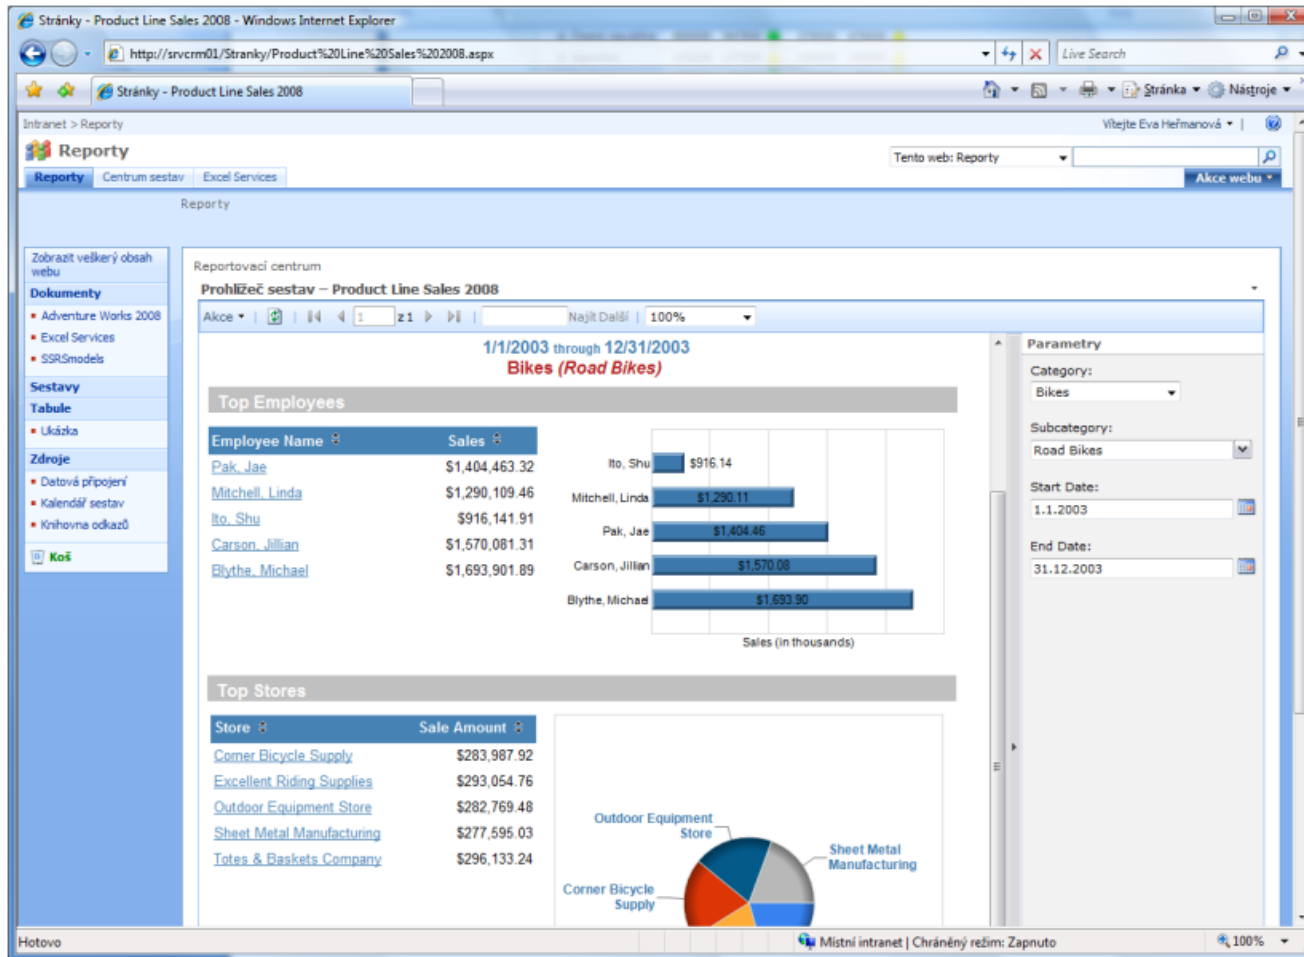 Stránky - Product Line Sales 2008 - Windows Internet Explorer
http://srvcrm01/Stranky/Product%20Line%20Sales%202008.aspx
Live Search
Stránky - Product Line Sales 2008
Stránka
Nástroje
Intranet > Reporty
Vítejte Eva Heřmanová
Reporty
Tento web: Reporty
Reporty Centrum sestav Excel Services
Akce webu
Reporty
Zobrazit veškerý obsah
webu
Dokumenty
Adventure Works 2008
Excel Services
SSRSmodels
Sestavy
Tabule
Ukázka
Zdroje
Datová připojení
Kalendář sestav
Knihovna odkazů
Koš
Reportovací centrum
Prohlížeč sestav – Product Line Sales 2008
Akce 1 z 1 Najít Další | 100%
1/1/2003 through 12/31/2003
Bikes (Road Bikes)
Top Employees
Employee Name Sales
Pak, Jae $1,404,463.32
Mitchell, Linda $1,290,109.46
Ito, Shu $916,141.91
Carson, Jillian $1,570,081.31
Blythe, Michael $1,693,901.89
Ito, Shu $916.14
Mitchell, Linda $1,290.11
Pak, Jae $1,404.46
Carson, Jillian $1,570.08
Blythe, Michael $1,693.90
Sales (in thousands)
Top Stores
Store Sale Amount
Corner Bicycle Supply $283,987.92
Excellent Riding Supplies $293,054.76
Outdoor Equipment Store $282,769.48
Sheet Metal Manufacturing $277,595.03
Totes & Baskets Company $296,133.24
Outdoor Equipment
Store
Sheet Metal
Manufacturing
Corner Bicycle
Supply
Parametry
Category:
Bikes
Subcategory:
Road Bikes
Start Date:
1.1.2003
End Date:
31.12.2003
Hotovo
Místní intranet | Chráněný režim: Zapnuto
100%